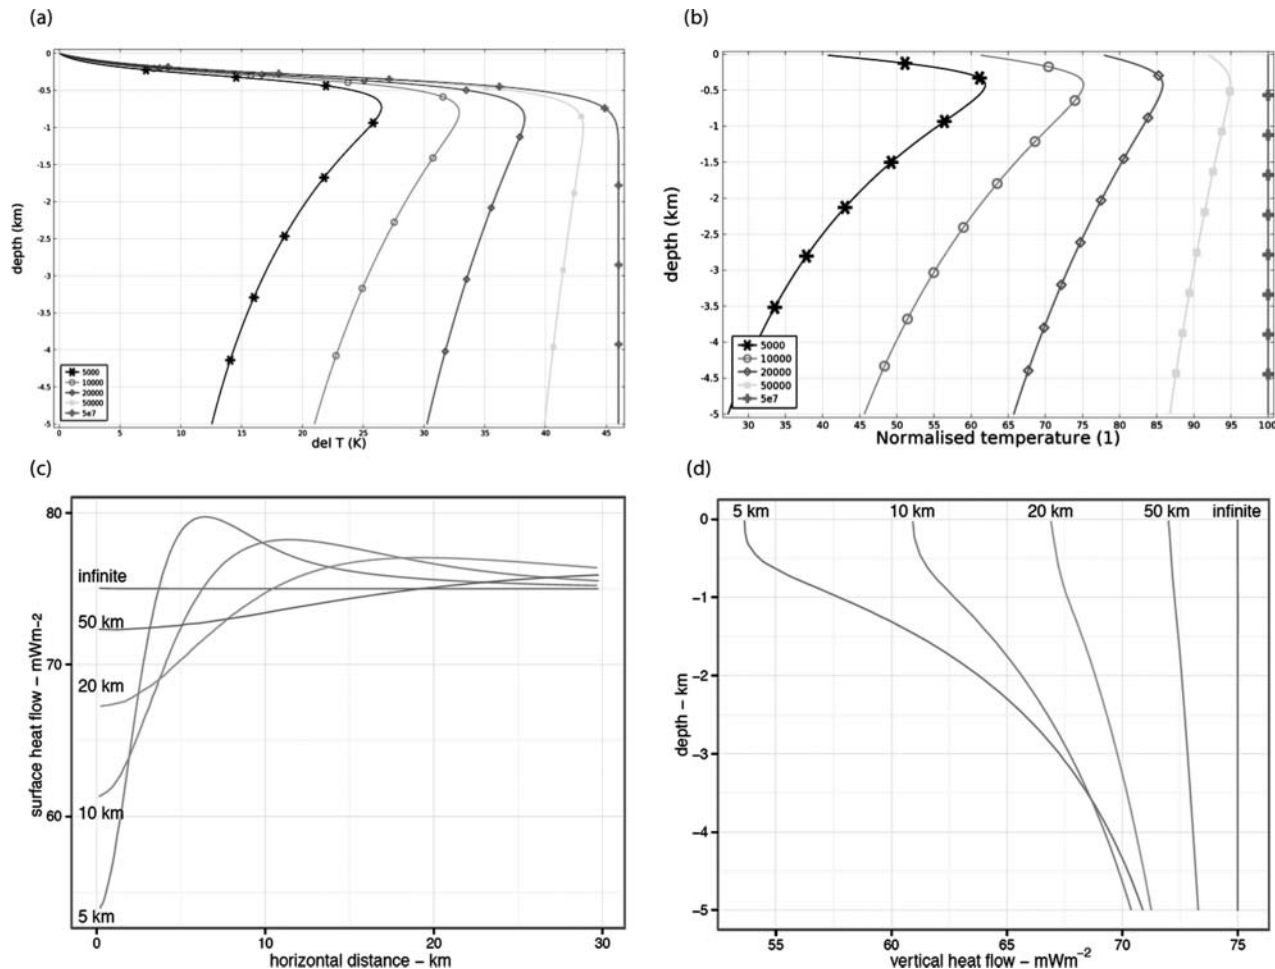 (a)
0
-0.5
-1
-1.5
-2
-2.5
-3
-3.5
-4
-4.5
-5
depth (km)
5000
10000
20000
50000
5e7
0 5 10 15 20 25 30 35 40 45
del T (K)
(b)
0
-0.5
-1
-1.5
-2
-2.5
-3
-3.5
-4
-4.5
-5
depth (km)
5000
10000
20000
50000
5e7
30 35 40 45 50 55 60 65 70 75 80 85 90 95 100
Normalised temperature (1)
(c)
80
70
60
surface heat flow – mWm-2
infinite
50 km
20 km
10 km
5 km
0 10 20 30
horizontal distance – km
(d)
5 km 10 km 20 km 50 km infinite
0
−1
−2
−3
−4
−5
depth – km
55 60 65 70 75
vertical heat flow – mWm⁻²